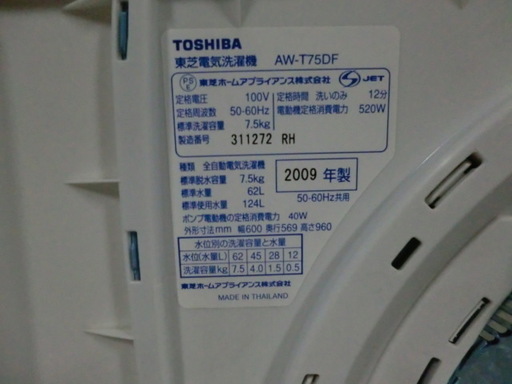 TOSHIBA
東芝電気洗濯機 AW-T75DF
PS E 東芝ホームアプライアンス株式会社 S JET
定格電圧 100V 定格時間 洗いのみ 12分
定格周波数 50-60Hz 電動機定格消費電力 520W
標準洗濯容量 7.5kg
製造番号 311272 RH
種類 全自動電気洗濯機
標準脱水容量 7.5kg 2009 年製
標準水量 62L
標準使用水量 124L 50-60Hz共用
ポンプ電動機の定格消費電力 40W
外形寸法mm 幅600 奥行569 高さ960
水位別の洗濯容量と水量
水位(水量L) 62 45 28 12
洗濯容量kg 7.5 4.0 1.5 0.5
東芝ホームアプライアンス株式会社
MADE IN THAILAND